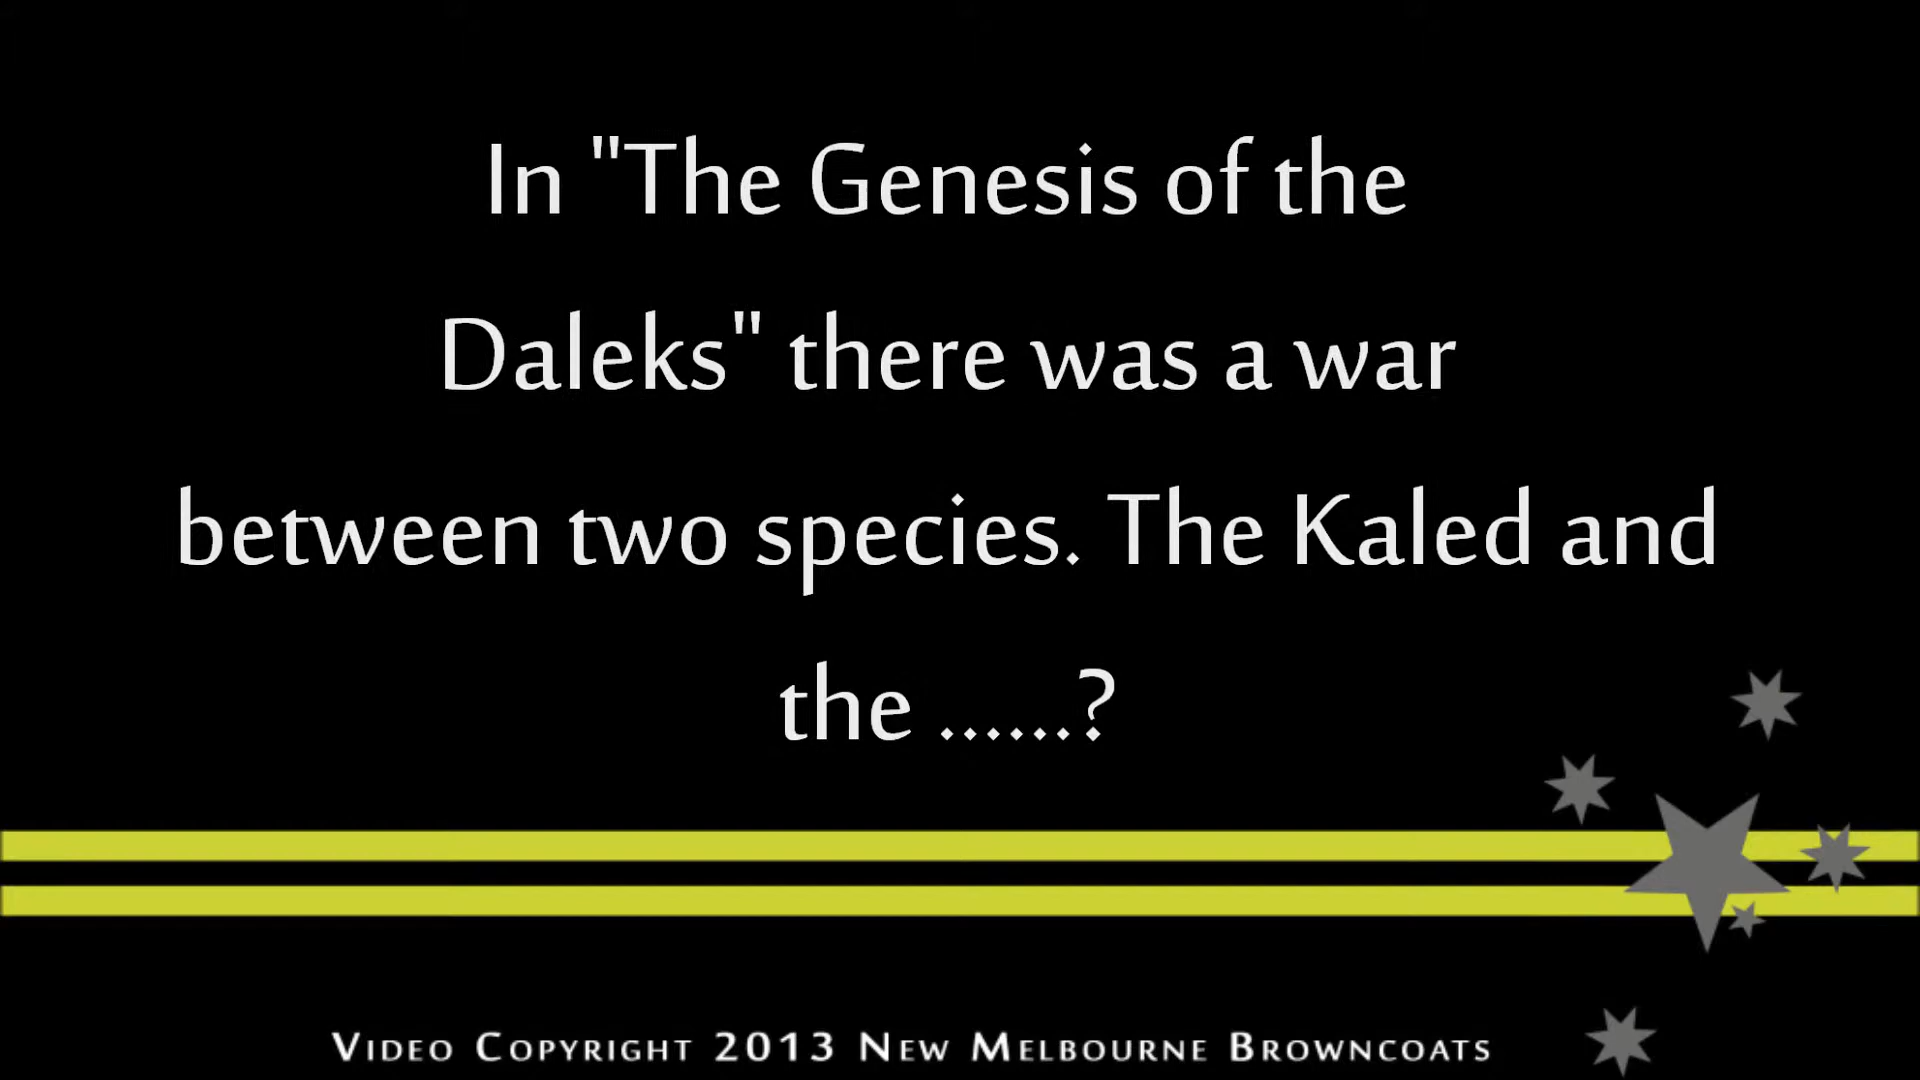 In "The Genesis of the
Daleks" there was a war
between two species. The Kaled and
the ......?
Video Copyright 2013 New Melbourne Browncoats